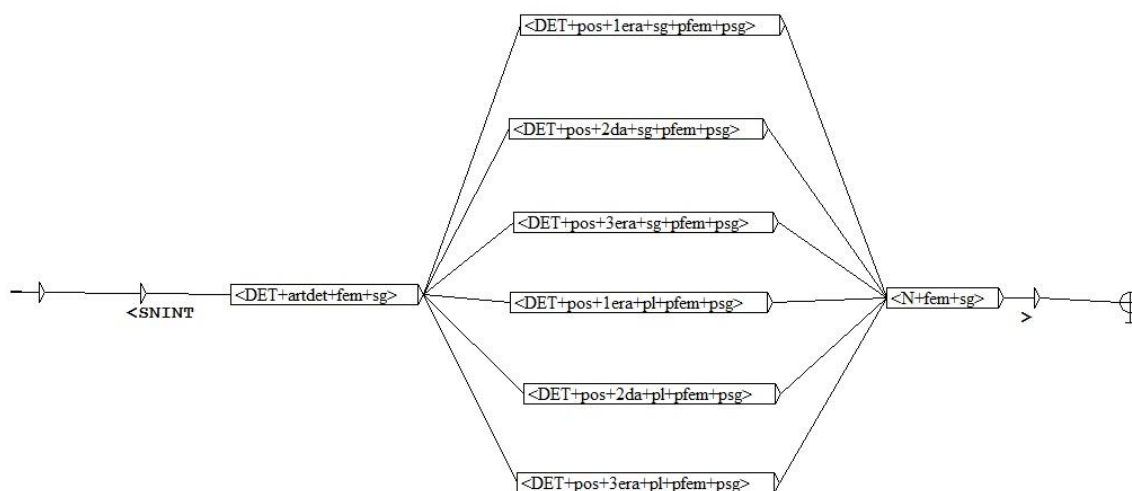 <DET+pos+1era+sg+pfem+psg>
<DET+pos+2da+sg+pfem+psg>
<DET+pos+3era+sg+pfem+psg>
<DET+artdet+fem+sg>
<SNINT
<DET+pos+1era+pl+pfem+psg>
<N+fem+sg>
>
<DET+pos+2da+pl+pfem+psg>
<DET+pos+3era+pl+pfem+psg>